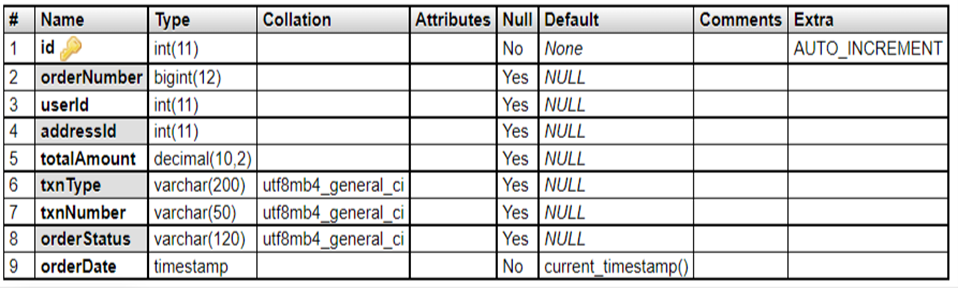 # Name Type Collation Attributes Null Default Comments Extra
1 id int(11) No None AUTO_INCREMENT
2 orderNumber bigint(12) Yes NULL
3 userId int(11) Yes NULL
4 addressId int(11) Yes NULL
5 totalAmount decimal(10,2) Yes NULL
6 txnType varchar(200) utf8mb4_general_ci Yes NULL
7 txnNumber varchar(50) utf8mb4_general_ci Yes NULL
8 orderStatus varchar(120) utf8mb4_general_ci Yes NULL
9 orderDate timestamp No current_timestamp()